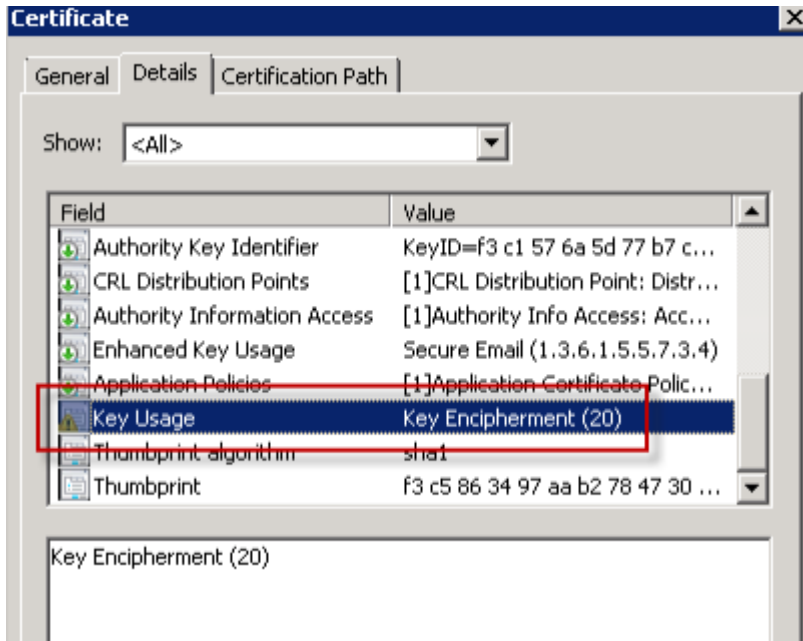 Certificate
General Details Certification Path
Show: <All>
Field Value
Authority Key Identifier KeyID=f3 c1 57 6a 5d 77 b7 c...
CRL Distribution Points [1]CRL Distribution Point: Distr...
Authority Information Access [1]Authority Info Access: Acc...
Enhanced Key Usage Secure Email (1.3.6.1.5.5.7.3.4)
Application Policies [1]Application Certificate Polic...
Key Usage Key Encipherment (20)
Thumbprint algorithm sha1
Thumbprint f3 c5 86 34 97 aa b2 78 47 30 ...
Key Encipherment (20)